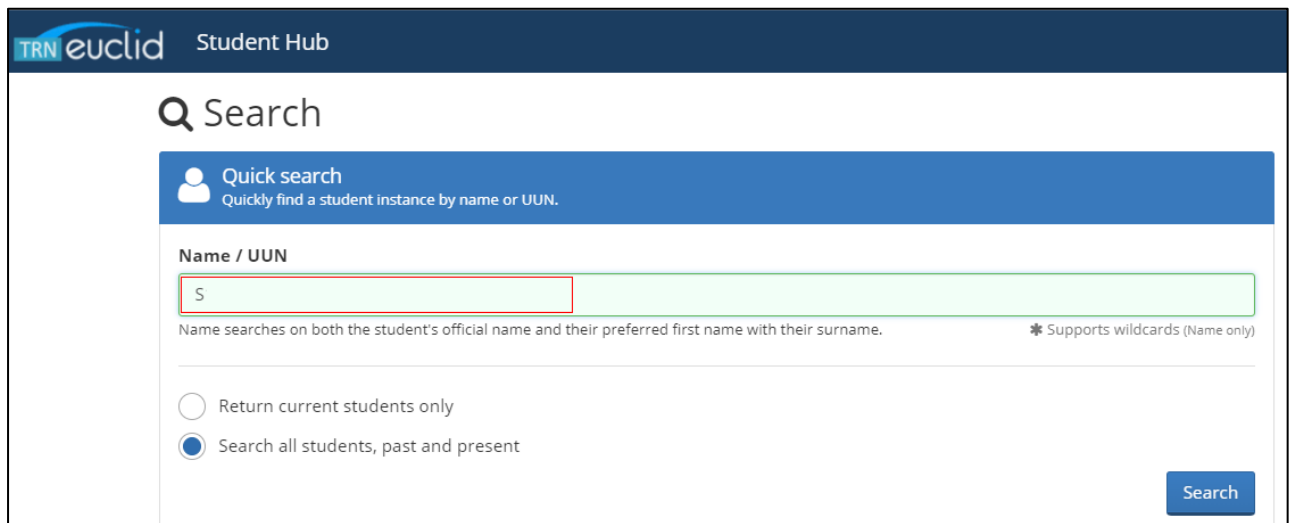 TRN euclid Student Hub
Search
Quick search
Quickly find a student instance by name or UUN.
Name / UUN
S
Name searches on both the student's official name and their preferred first name with their surname. ✱ Supports wildcards (Name only)
Return current students only
Search all students, past and present
Search